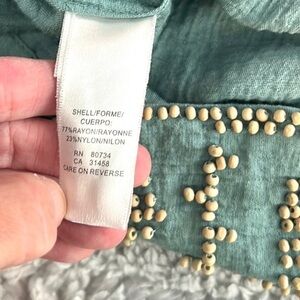 SHELL/FORME/
CUERPO:
77%RAYON/RAYONNE
23%NYLON/NILON
RN 80734
CA 31458
CARE ON REVERSE